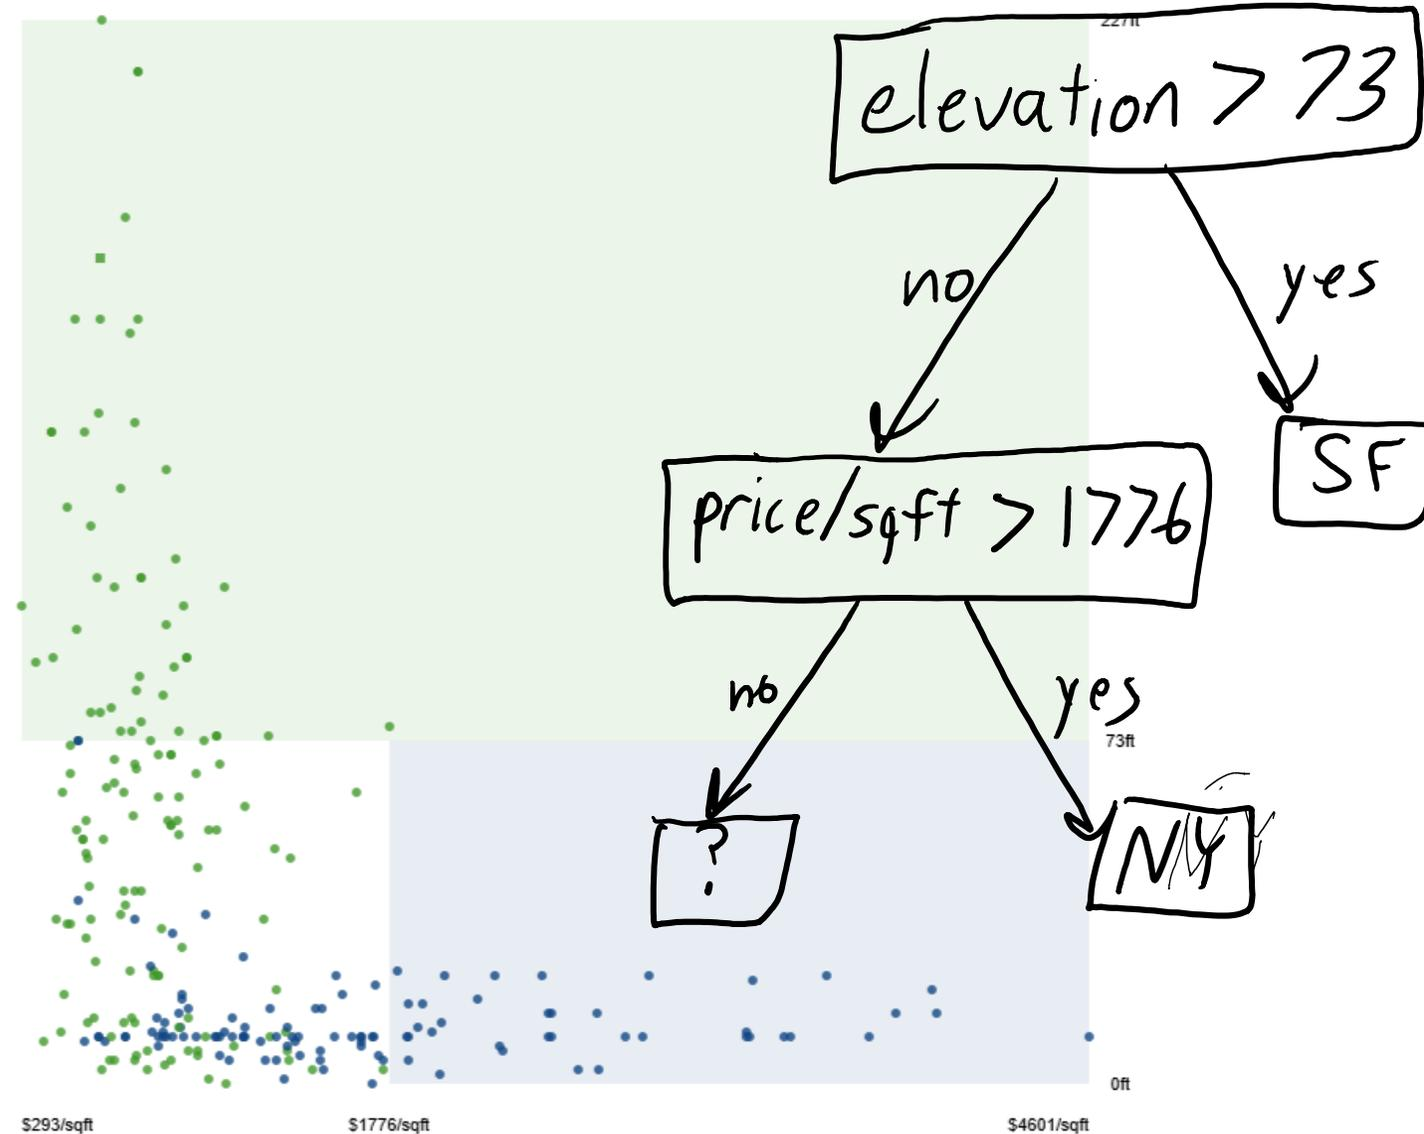 227ft
elevation > 73
no
yes
SF
price/sqft > 1776
no
yes
73ft
?
NY
0ft
$293/sqft
$1776/sqft
$4601/sqft